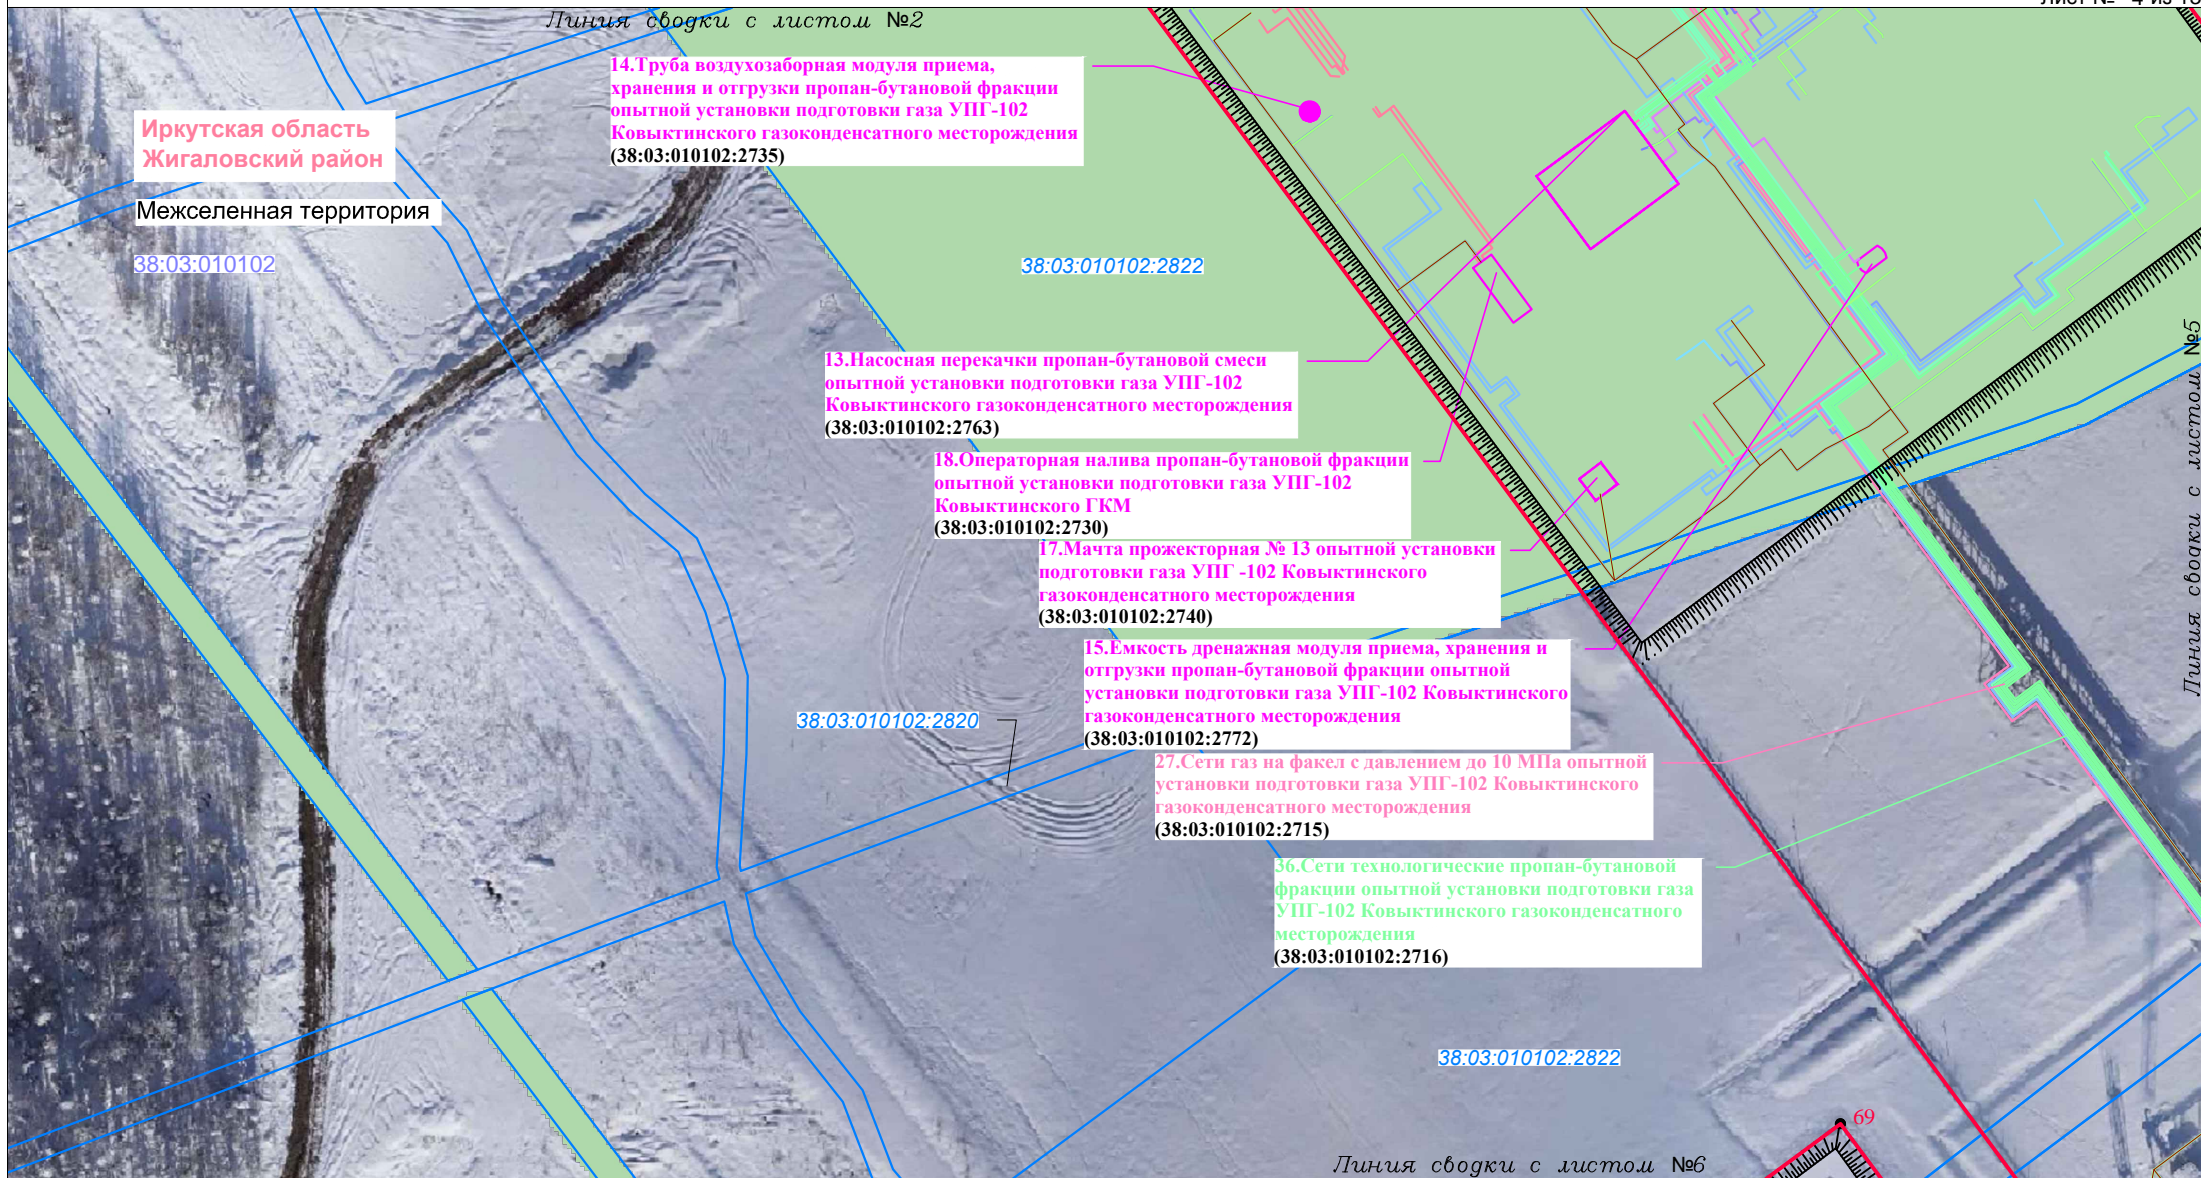 Лист № 4 из
Линия сводки с листом №2
14.Труба воздухозаборная модуля приема,
хранения и отгрузки пропан-бутановой фракции
опытной установки подготовки газа УПГ-102
Ковыктинского газоконденсатного месторождения
(38:03:010102:2735)
Иркутская область
Жигаловский район
Межселенная территория
38:03:010102
38:03:010102:2822
13.Насосная перекачки пропан-бутановой смеси
опытной установки подготовки газа УПГ-102
Ковыктинского газоконденсатного месторождения
(38:03:010102:2763)
18.Операторная налива пропан-бутановой фракции
опытной установки подготовки газа УПГ-102
Ковыктинского ГКМ
(38:03:010102:2730)
17.Мачта прожекторная № 13 опытной установки
подготовки газа УПГ -102 Ковыктинского
газоконденсатного месторождения
(38:03:010102:2740)
15.Емкость дренажная модуля приема, хранения и
отгрузки пропан-бутановой фракции опытной
установки подготовки газа УПГ-102 Ковыктинского
газоконденсатного месторождения
(38:03:010102:2772)
38:03:010102:2820
27.Сети газ на факел с давлением до 10 МПа опытной
установки подготовки газа УПГ-102 Ковыктинского
газоконденсатного месторождения
(38:03:010102:2715)
36.Сети технологические пропан-бутановой
фракции опытной установки подготовки газа
УПГ-102 Ковыктинского газоконденсатного
месторождения
(38:03:010102:2716)
Линия сводки с листом №5
38:03:010102:2822
69
Линия сводки с листом №6